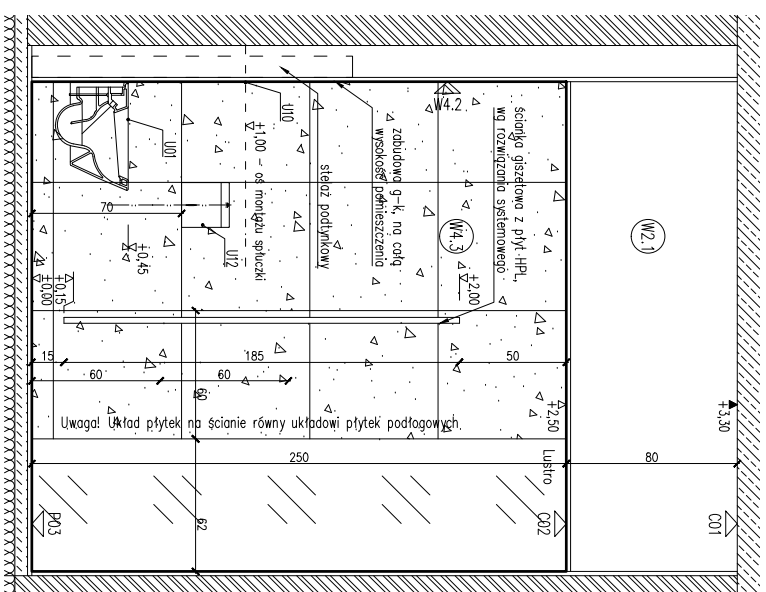 W4.2
ścianka giszetowa z płyt HPL,
wg rozwiązania systemowego
zabudowa g-k, na całą
wysokość pomieszczenia
stelaż podtynkowy
U10
+1,00 - oś montażu spłuczki
U01
U12
W4.3
W2.1
70
+0,45
+0,15
±0,00
+2,00
15
185
50
60
60
60
+2,50
+3,30
Uwaga! Układ płytek na ścianie równy układowi płytek podłogowych
Lustro
250
80
62
P03
C02
C01